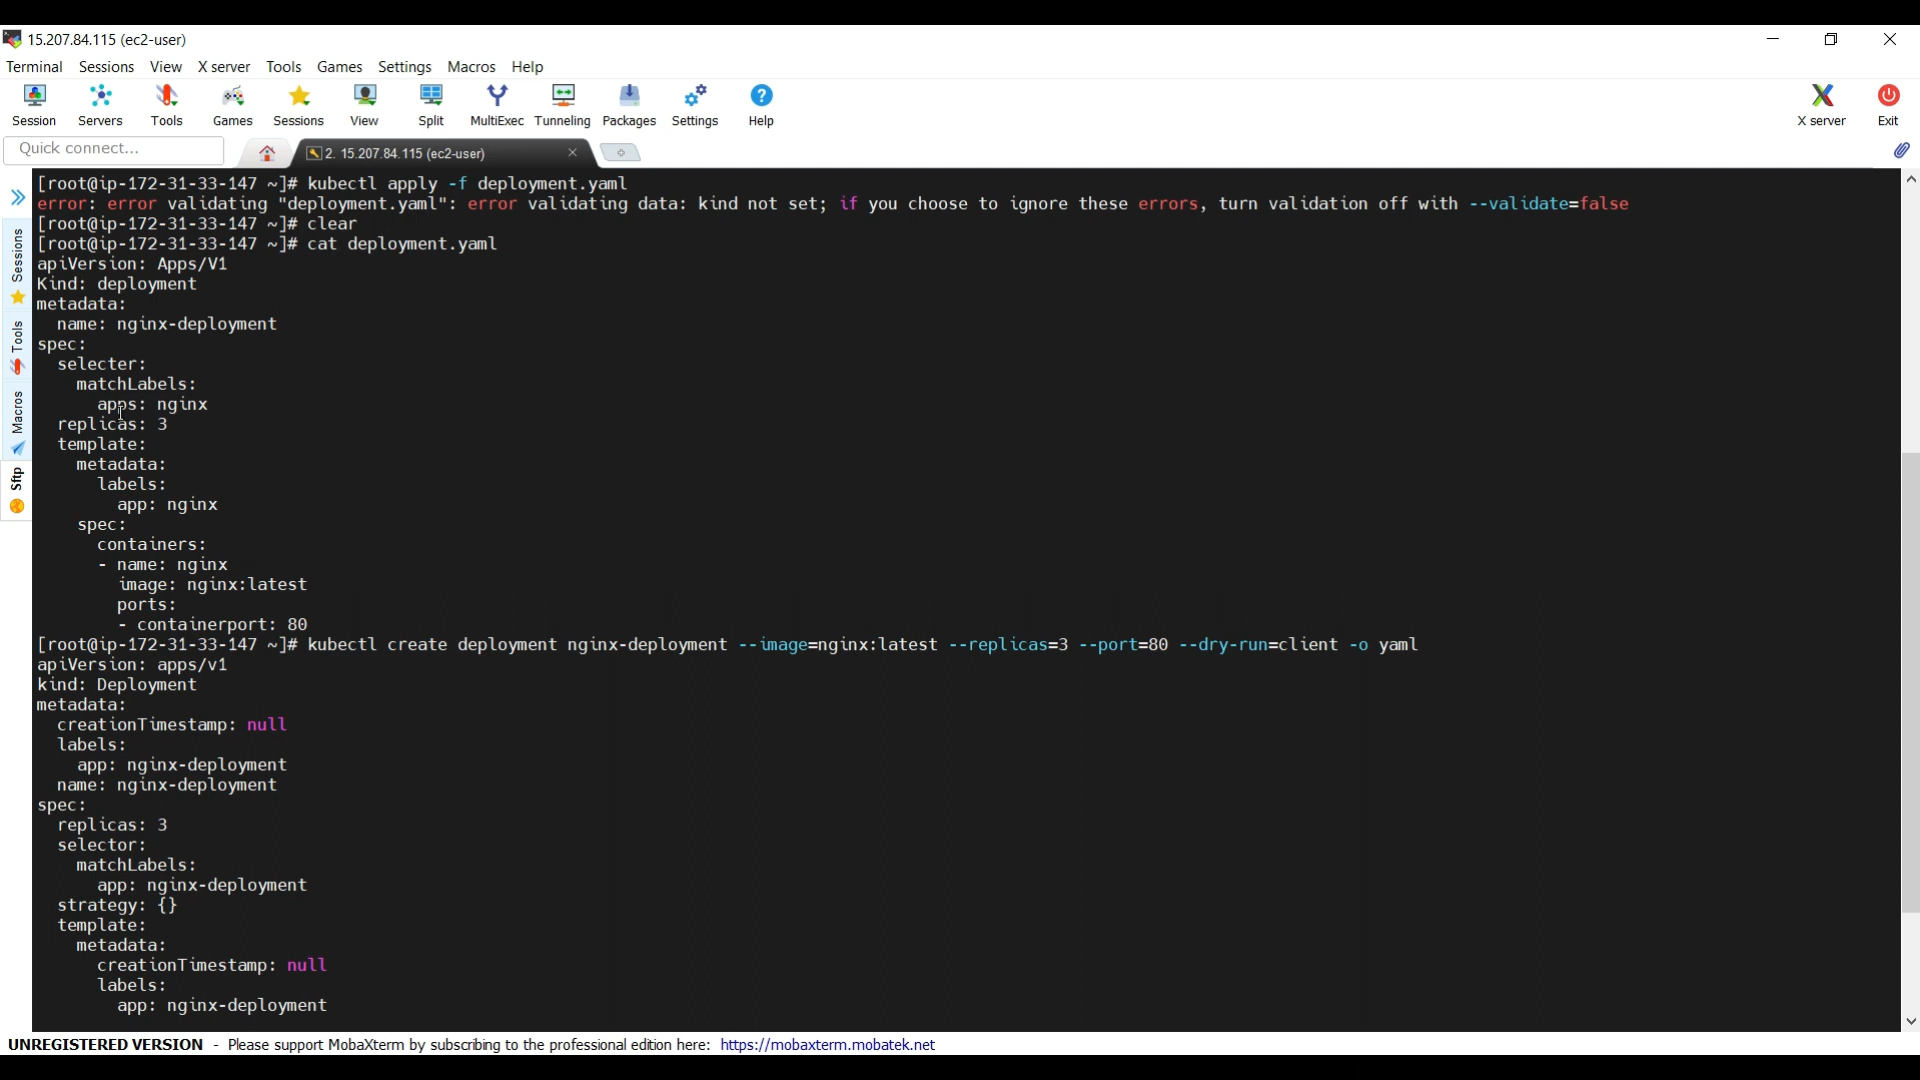 15.207.84.115 (ec2-user)
Terminal Sessions View X server Tools Games Settings Macros Help
Session Servers Tools Games Sessions View Split MultiExec Tunneling Packages Settings Help X server Exit
Quick connect... 2. 15.207.84.115 (ec2-user)
Sessions
Tools
Macros
Sftp
[root@ip-172-31-33-147 ~]# kubectl apply -f deployment.yaml
error: error validating "deployment.yaml": error validating data: kind not set; if you choose to ignore these errors, turn validation off with --validate=false
[root@ip-172-31-33-147 ~]# clear
[root@ip-172-31-33-147 ~]# cat deployment.yaml
apiVersion: Apps/V1
Kind: deployment
metadata:
  name: nginx-deployment
spec:
  selecter:
    matchLabels:
      apps: nginx
  replicas: 3
  template:
    metadata:
      labels:
        app: nginx
    spec:
      containers:
      - name: nginx
        image: nginx:latest
        ports:
        - containerport: 80
[root@ip-172-31-33-147 ~]# kubectl create deployment nginx-deployment --image=nginx:latest --replicas=3 --port=80 --dry-run=client -o yaml
apiVersion: apps/v1
kind: Deployment
metadata:
  creationTimestamp: null
  labels:
    app: nginx-deployment
  name: nginx-deployment
spec:
  replicas: 3
  selector:
    matchLabels:
      app: nginx-deployment
  strategy: {}
  template:
    metadata:
      creationTimestamp: null
      labels:
        app: nginx-deployment
UNREGISTERED VERSION - Please support MobaXterm by subscribing to the professional edition here: https://mobaxterm.mobatek.net